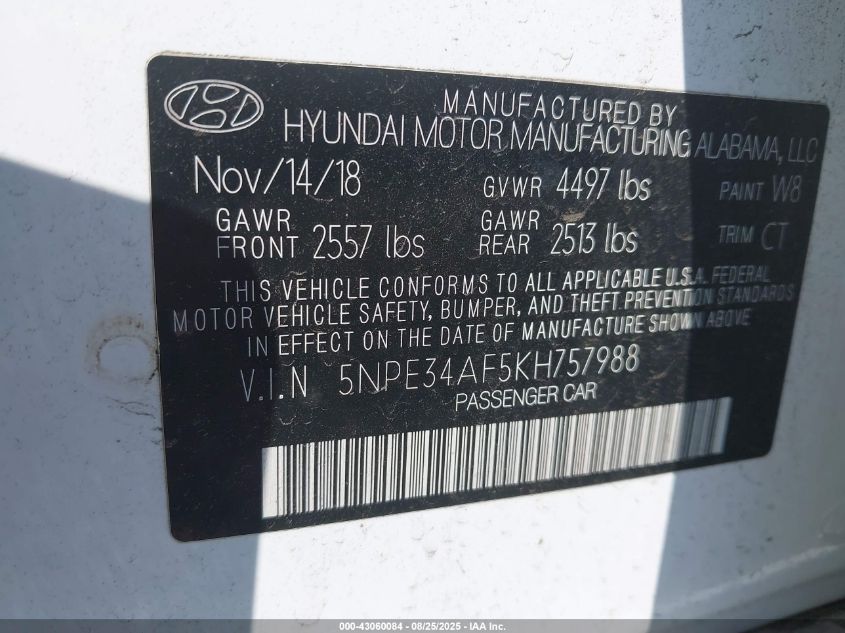 MANUFACTURED BY
HYUNDAI MOTOR MANUFACTURING ALABAMA, LLC
Nov/14/18 GVWR 4497 lbs PAINT W8
GAWR FRONT 2557 lbs GAWR REAR 2513 lbs TRIM CT
THIS VEHICLE CONFORMS TO ALL APPLICABLE U.S.A. FEDERAL
MOTOR VEHICLE SAFETY, BUMPER, AND THEFT PREVENTION STANDARDS
IN EFFECT ON THE DATE OF MANUFACTURE SHOWN ABOVE
V.I.N 5NPE34AF5KH757988
PASSENGER CAR
000-43060084 - 08/25/2025 - IAA Inc.